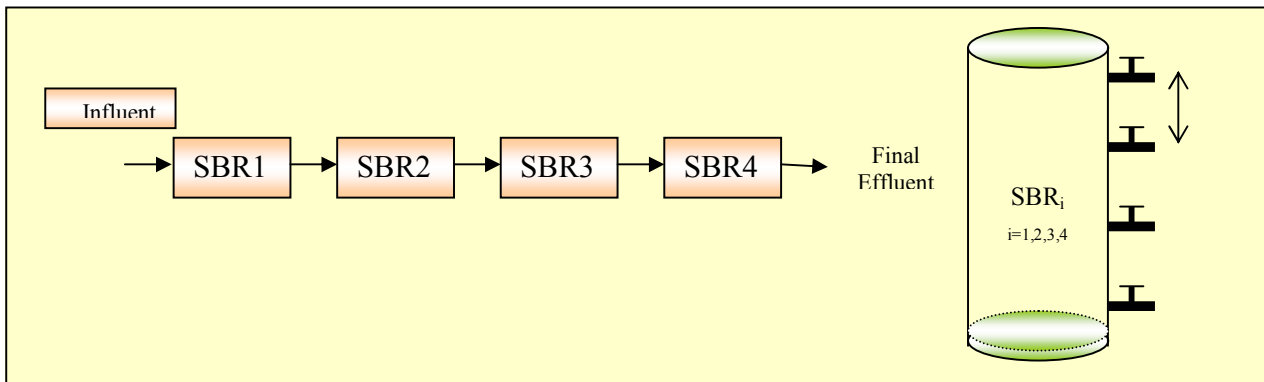 Influent
SBR1
SBR2
SBR3
SBR4
Final
Effluent
SBRi
i=1,2,3,4